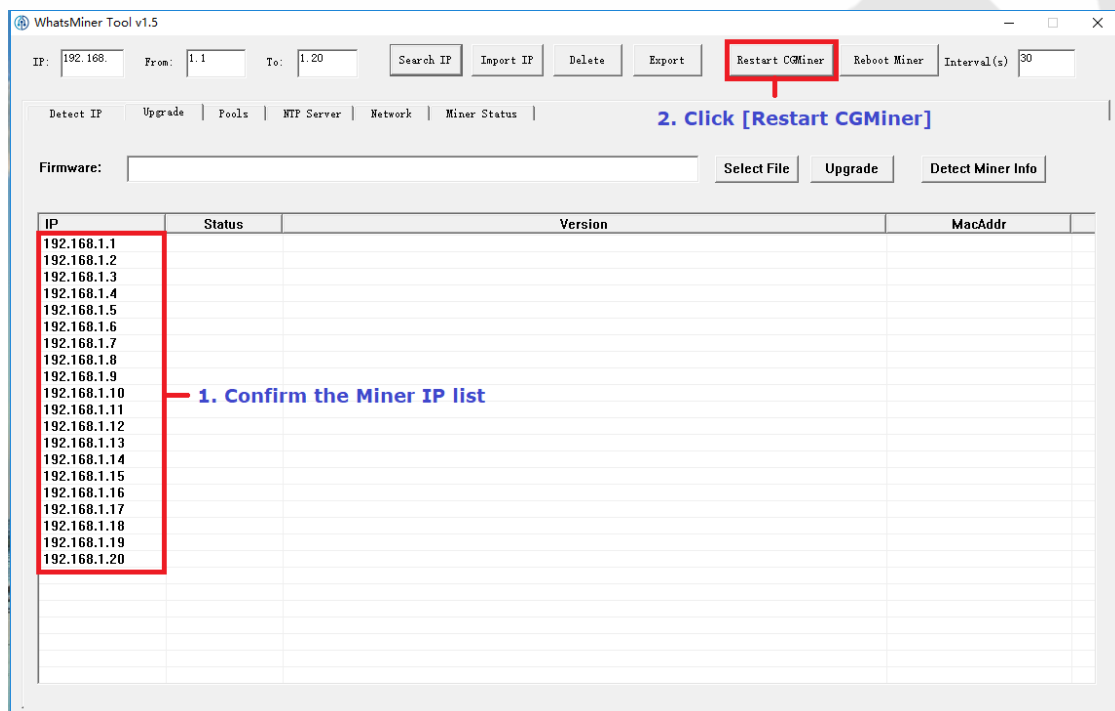 WhatsMiner Tool v1.5
IP: 192.168. From: 1.1 To: 1.20 Search IP Import IP Delete Export Restart CGMiner Reboot Miner Interval(s) 30
Detect IP Upgrade Pools NTP Server Network Miner Status
2. Click [Restart CGMiner]
Firmware: Select File Upgrade Detect Miner Info
IP Status Version MacAddr
192.168.1.1
192.168.1.2
192.168.1.3
192.168.1.4
192.168.1.5
192.168.1.6
192.168.1.7
192.168.1.8
192.168.1.9
192.168.1.10
1. Confirm the Miner IP list
192.168.1.11
192.168.1.12
192.168.1.13
192.168.1.14
192.168.1.15
192.168.1.16
192.168.1.17
192.168.1.18
192.168.1.19
192.168.1.20